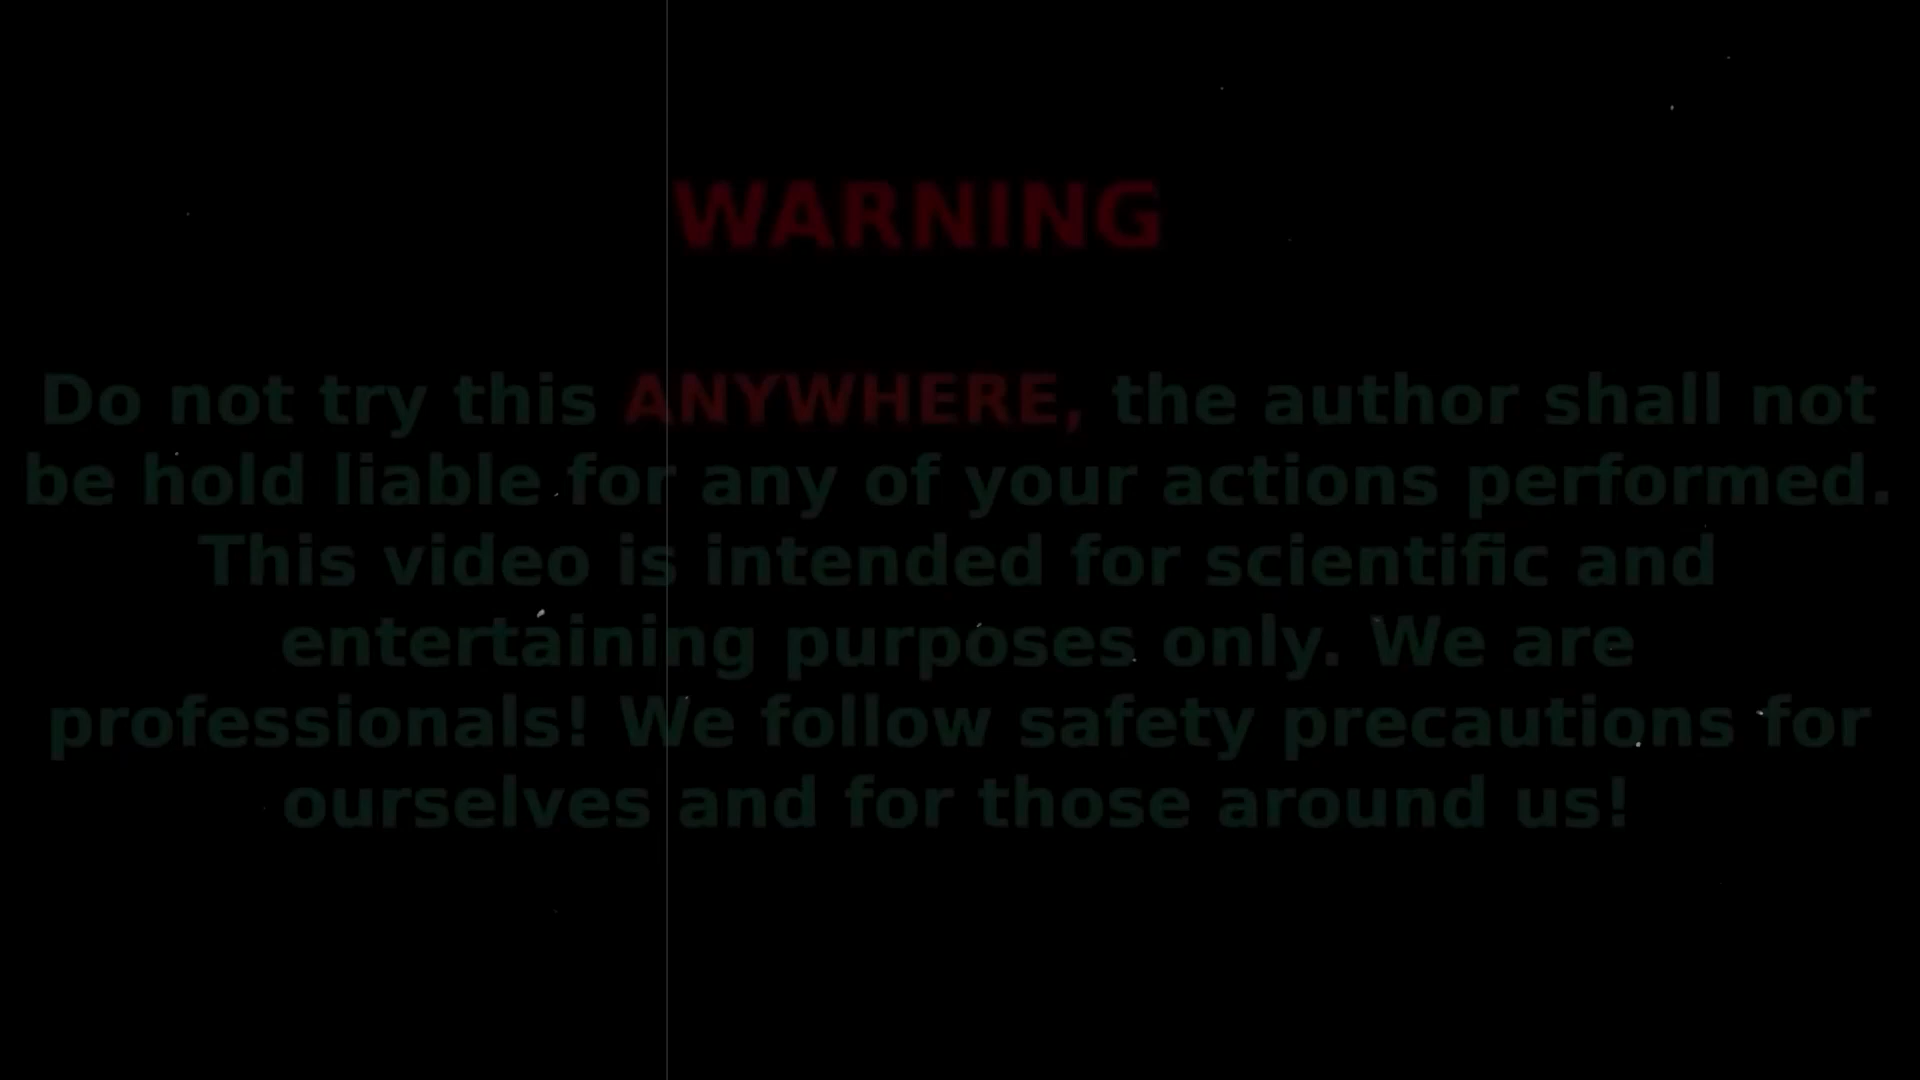 WARNING
Do not try this ANYWHERE, the author shall not
be hold liable for any of your actions performed.
This video is intended for scientific and
entertaining purposes only. We are
professionals! We follow safety precautions for
ourselves and for those around us!